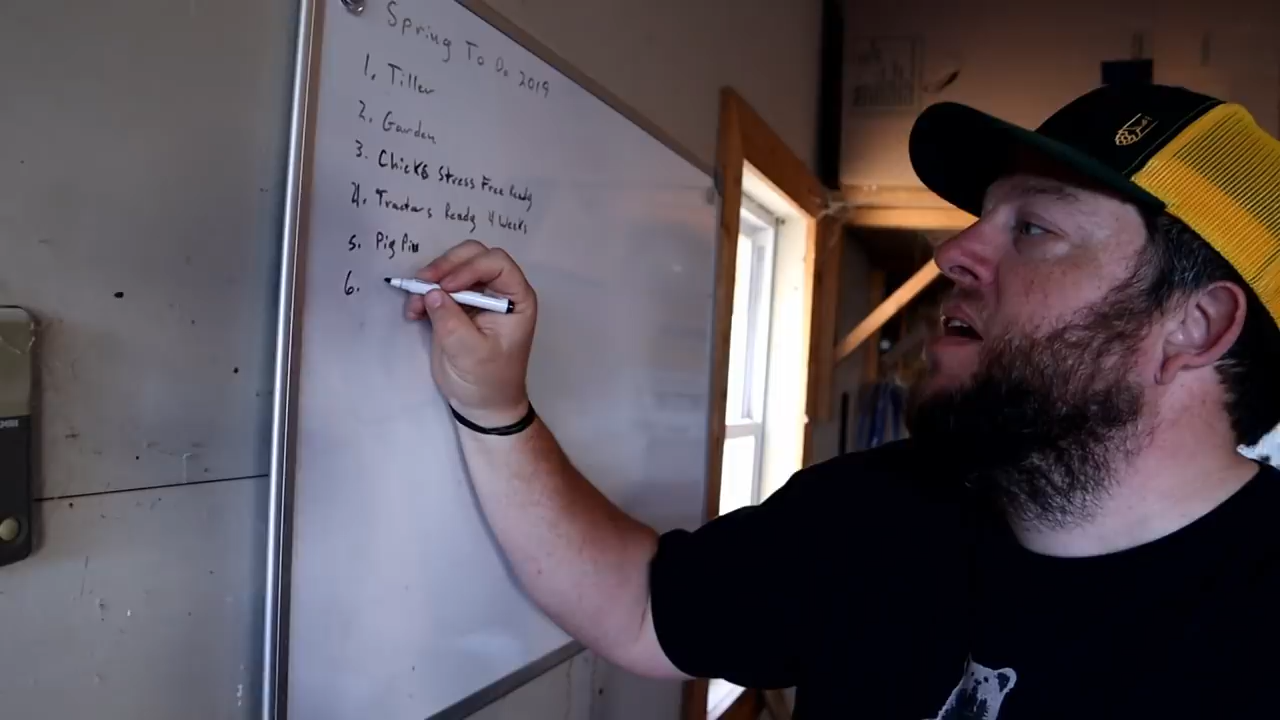 Spring To Do 2019
1. Tiller
2. Garden
3. Chicks Stress Free Ready
4. Tractors Ready 4 Weeks
5. Pig Pin
6.